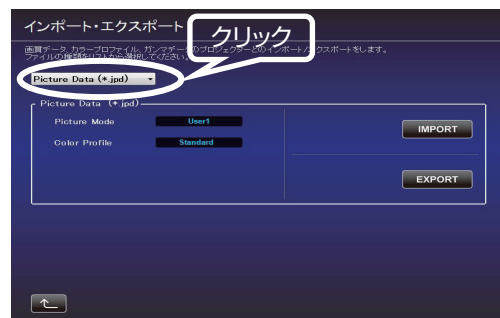 インポート・エクスポート
クリック
画質データ、カラープロファイル、ガンマデータのプロジェクターとのインポート/エクスポートをします。
ファイルの種類をリストから選択してください。
Picture Data (*.jpd)
Picture Data (*.jpd)
Picture Mode User1
IMPORT
Color Profile Standard
EXPORT